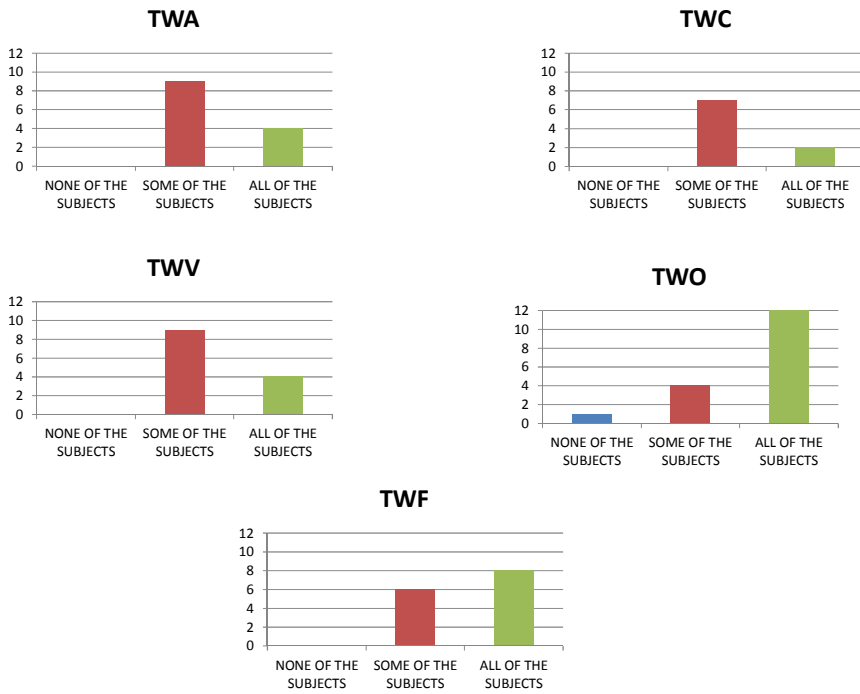 TWA
12
10
8
6
4
2
0
NONE OF THE SUBJECTS
SOME OF THE SUBJECTS
ALL OF THE SUBJECTS
TWC
12
10
8
6
4
2
0
NONE OF THE SUBJECTS
SOME OF THE SUBJECTS
ALL OF THE SUBJECTS
TWV
12
10
8
6
4
2
0
NONE OF THE SUBJECTS
SOME OF THE SUBJECTS
ALL OF THE SUBJECTS
TWO
12
10
8
6
4
2
0
NONE OF THE SUBJECTS
SOME OF THE SUBJECTS
ALL OF THE SUBJECTS
TWF
12
10
8
6
4
2
0
NONE OF THE SUBJECTS
SOME OF THE SUBJECTS
ALL OF THE SUBJECTS